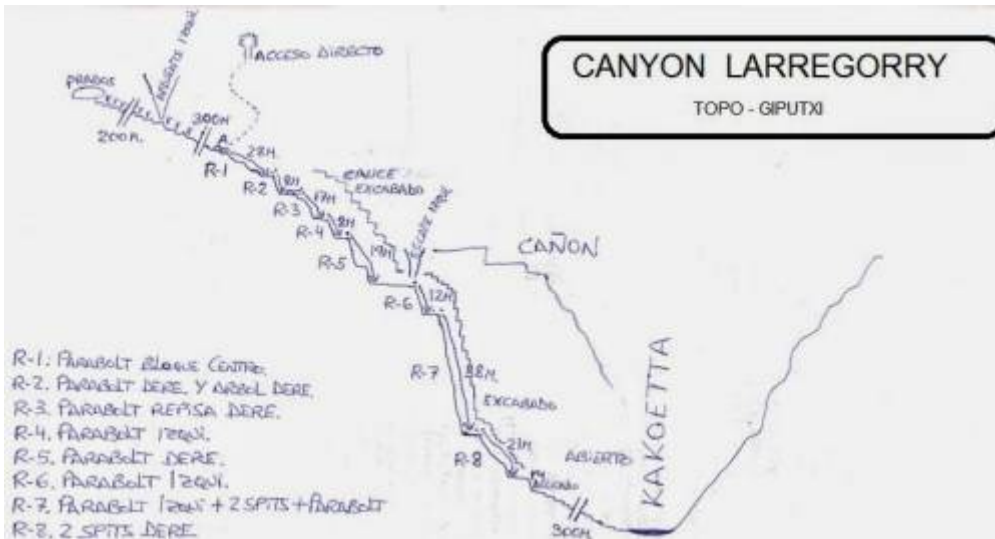 CANYON LARREGORRY
TOPO - GIPUTXI
ACCESO DIRECTO
PRADOS
200M.
300M
R-1
28M.
R-2
8M
R-3
17M
CAUCE
EXCABADO
R-4
8M
R-5
19M
CAÑON
R-6
12M
R-7
38M.
EXCABADO
R-8
21M
ABIERTO
300M
KAKOETTA
R-1. PARABOLT BLOQUE CENTRO.
R-2. PARABOLT DERE. Y ARBOL DERE.
R-3. PARABOLT REPISA DERE.
R-4. PARABOLT IZQUI.
R-5. PARABOLT DERE.
R-6. PARABOLT IZQUI.
R-7. PARABOLT IZQUI + 2 SPITS + PARABOLT
R-8. 2 SPITS DERE